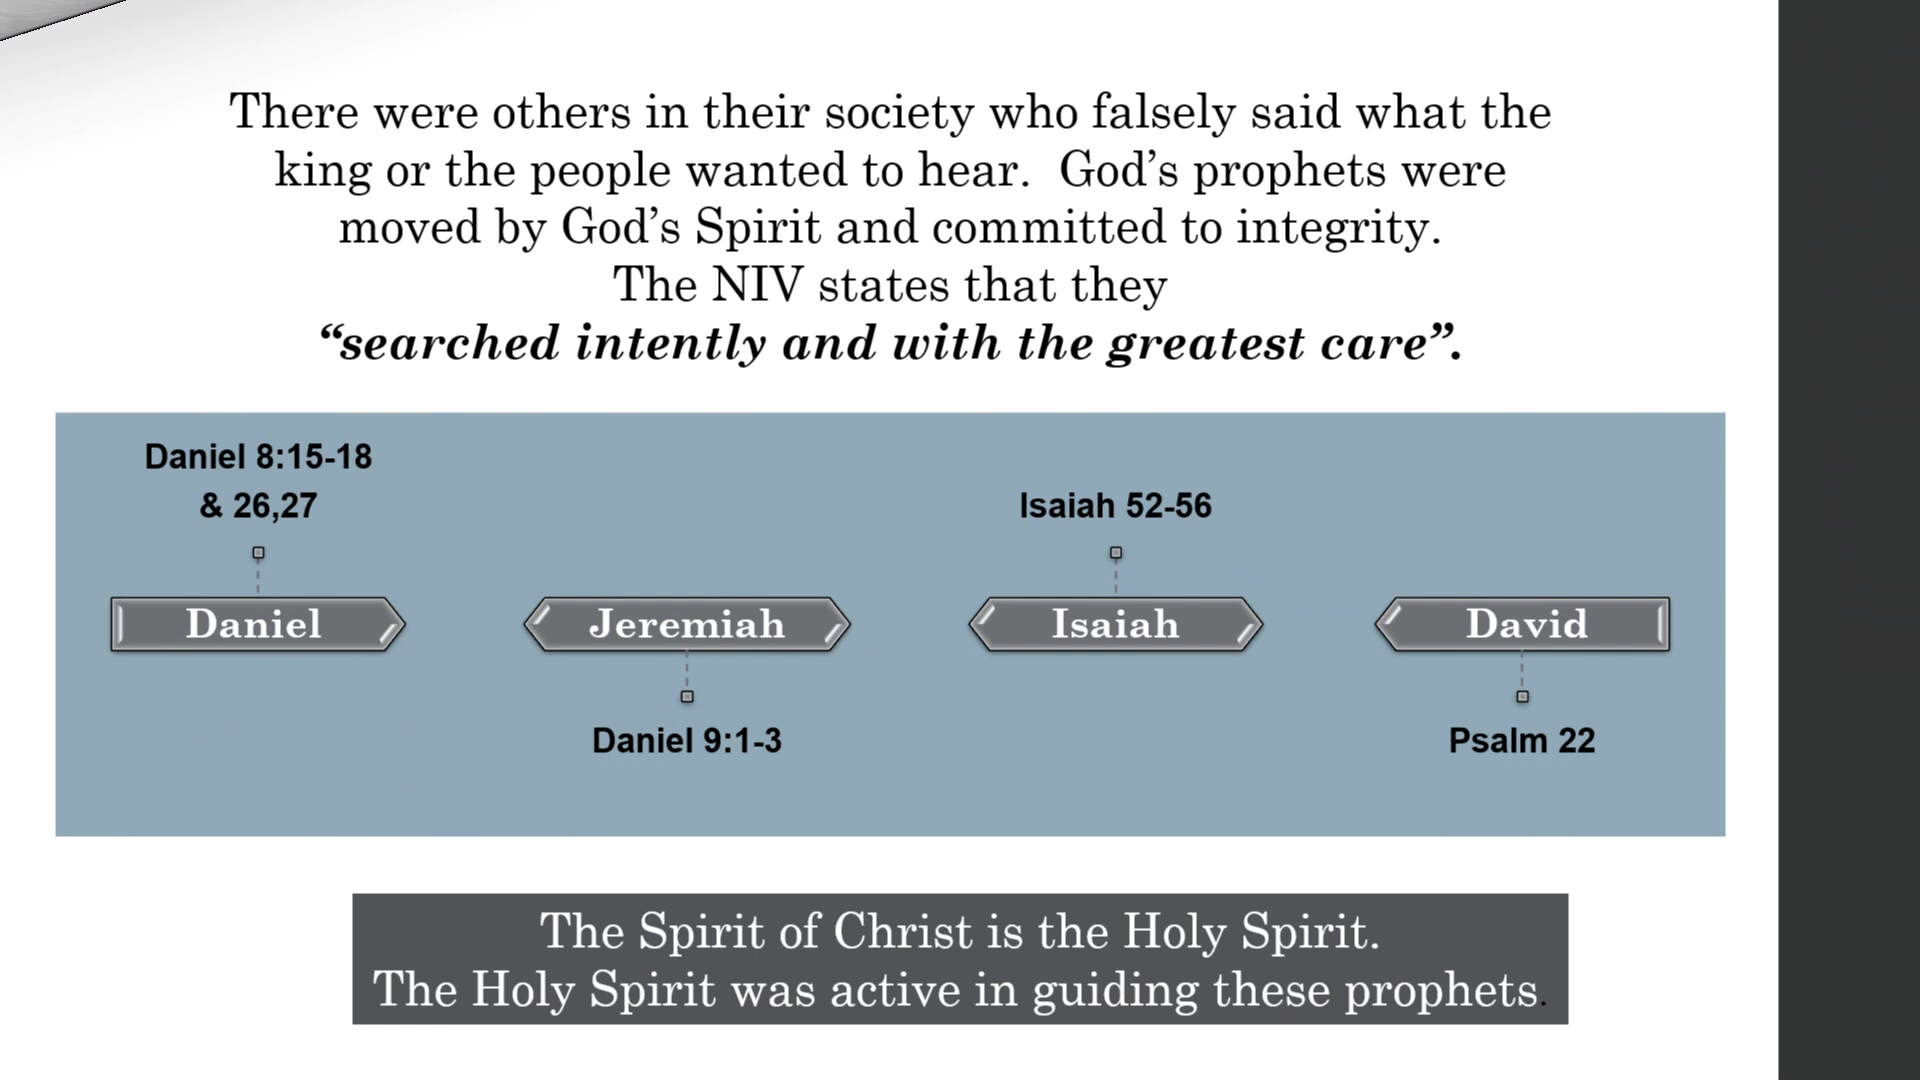 There were others in their society who falsely said what the
king or the people wanted to hear.  God’s prophets were
moved by God’s Spirit and committed to integrity.
The NIV states that they
“searched intently and with the greatest care”.
Daniel 8:15-18
& 26,27
Isaiah 52-56
Daniel
Jeremiah
Isaiah
David
Daniel 9:1-3
Psalm 22
The Spirit of Christ is the Holy Spirit.
The Holy Spirit was active in guiding these prophets.